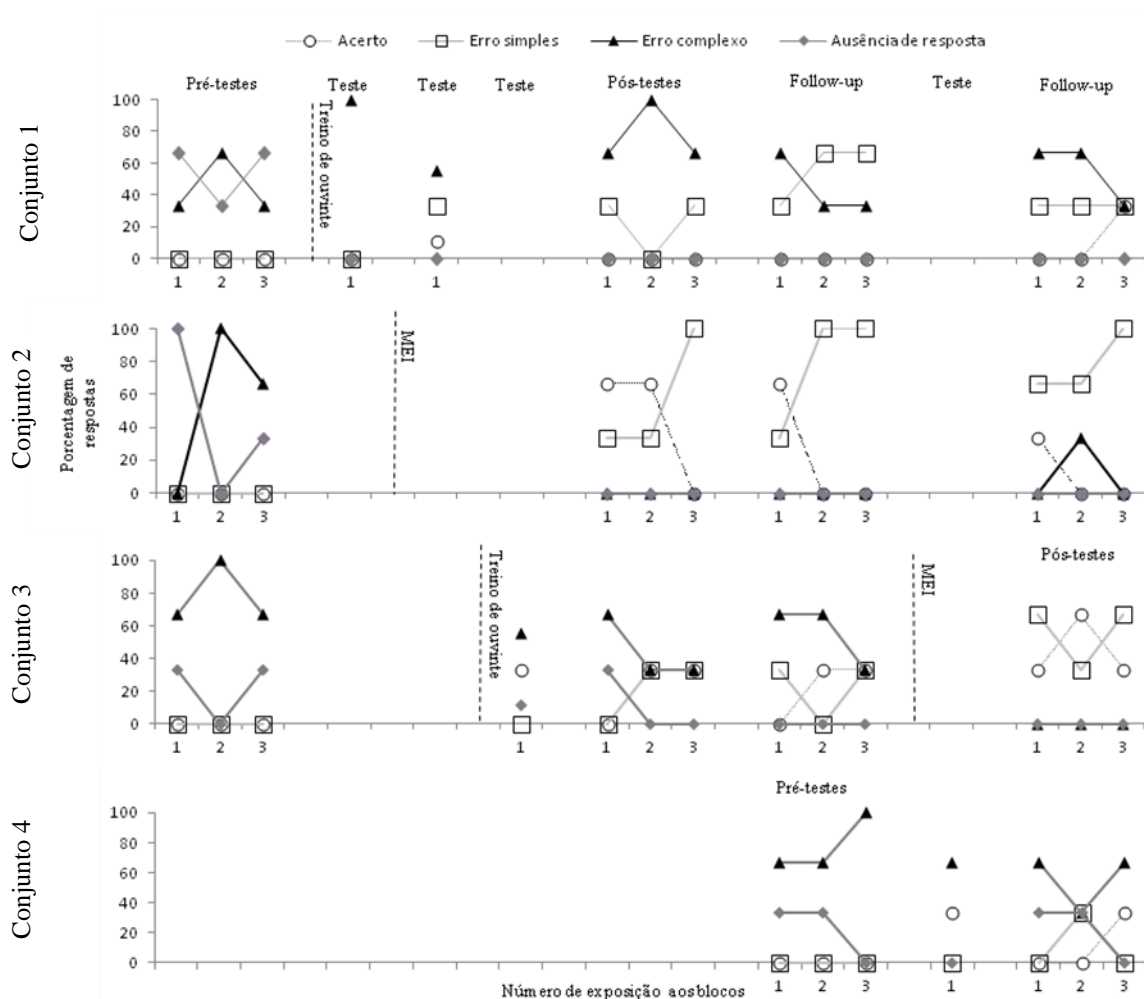 Acerto Erro simples Erro complexo Ausência de resposta
Pré-testes Teste Teste Teste Pós-testes Follow-up Teste Follow-up
Conjunto 1
100
80
60
40
20
0
Treino de ouvinte
1 2 3 1 1 1 2 3 1 2 3 1 2 3
Conjunto 2
Porcentagem de
respostas
100
80
60
40
20
0
MEI
1 2 3 1 2 3 1 2 3 1 2 3
Conjunto 3
100
80
60
40
20
0
Treino de ouvinte
MEI
Pós-testes
1 2 3 1 1 2 3 1 2 3 1 2 3
Conjunto 4
Pré-testes
100
80
60
40
20
0
1 2 3 1 1 2 3
Número de exposição aos blocos